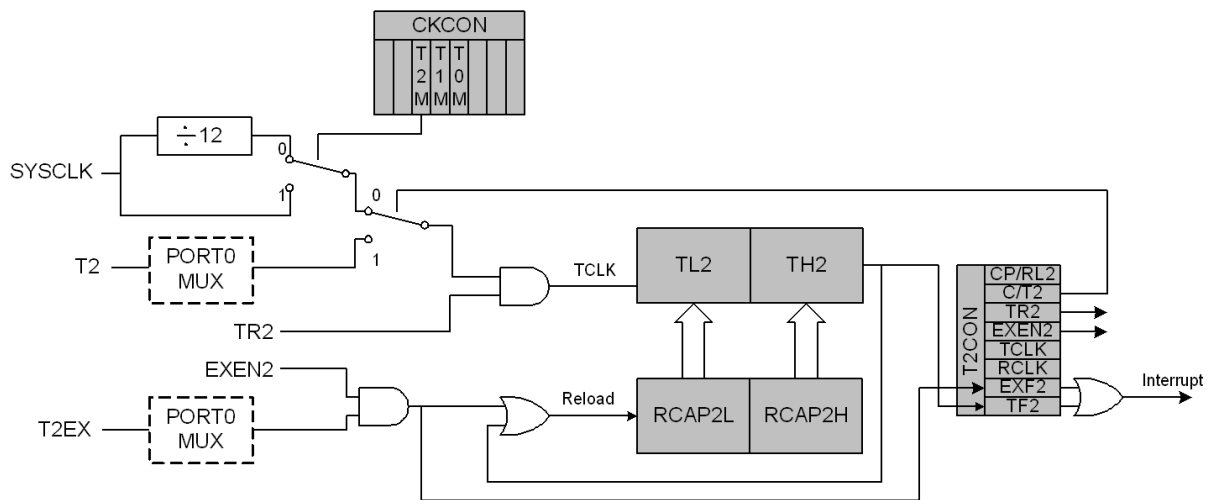 CKCON
T2M
T1M
T0M
÷12
0
SYSCLK
1
0
T2
PORT0
MUX
1
TCLK
TL2
TH2
TR2
EXEN2
T2EX
PORT0
MUX
Reload
RCAP2L
RCAP2H
T2CON
CP/RL2
C/T2
TR2
EXEN2
TCLK
RCLK
EXF2
TF2
Interrupt